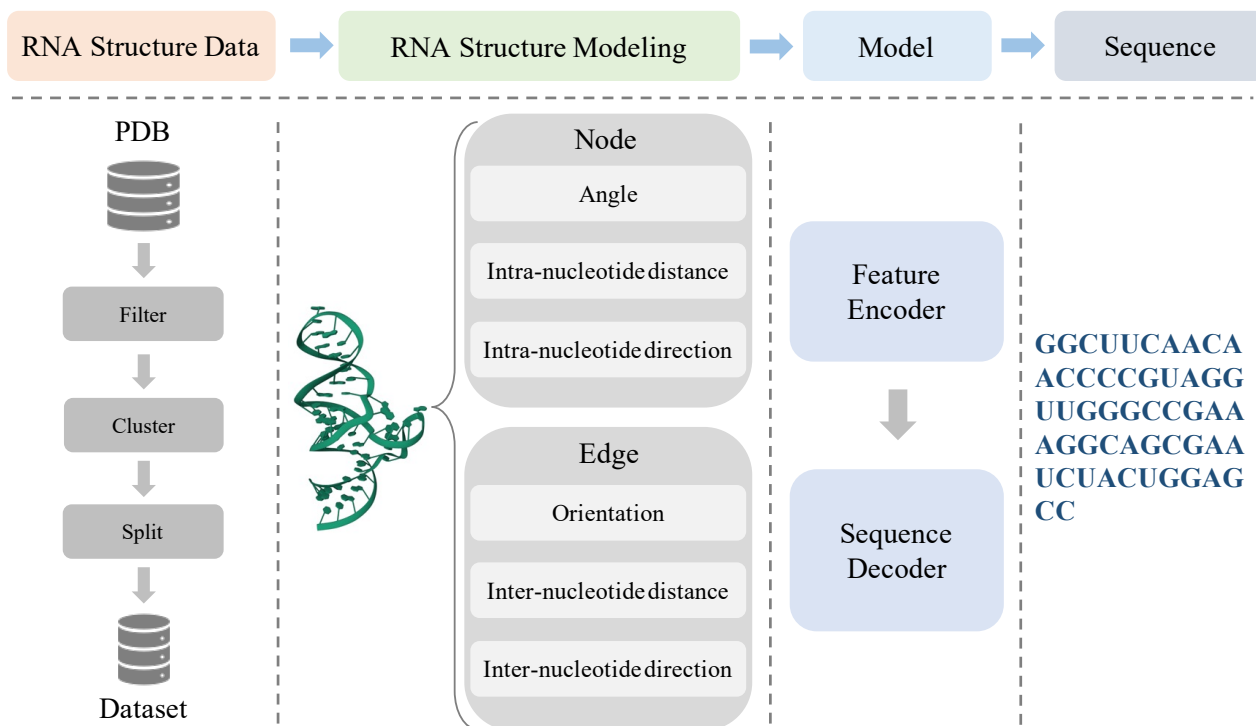 RNA Structure Data
RNA Structure Modeling
Model
Sequence
PDB
Filter
Cluster
Split
Dataset
Node
Angle
Intra-nucleotide distance
Intra-nucleotide direction
Edge
Orientation
Inter-nucleotide distance
Inter-nucleotide direction
Feature
Encoder
Sequence
Decoder
GGCUUCAACA
ACCCCGUAGG
UUGGGCCGAA
AGGCAGCGAA
UCUACUGGAG
CC